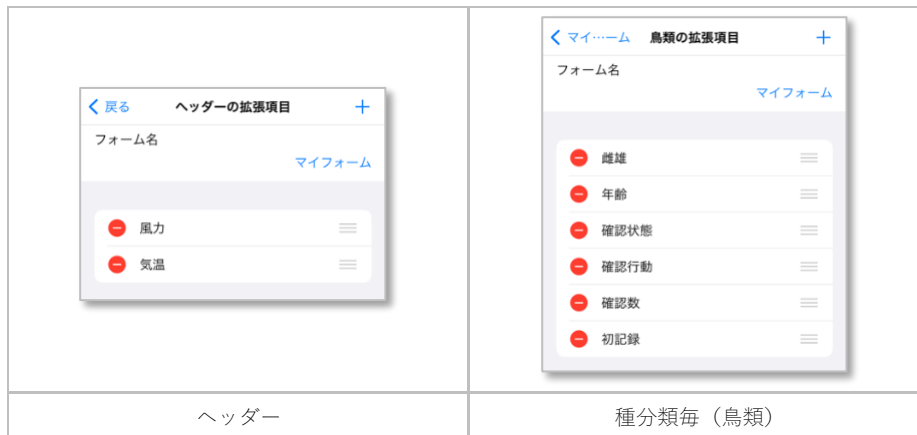 戻る ヘッダーの拡張項目 +
フォーム名
マイフォーム
風力
気温
マイ…ーム 鳥類の拡張項目 +
フォーム名
マイフォーム
雌雄
年齢
確認状態
確認行動
確認数
初記録
ヘッダー 種分類毎（鳥類）